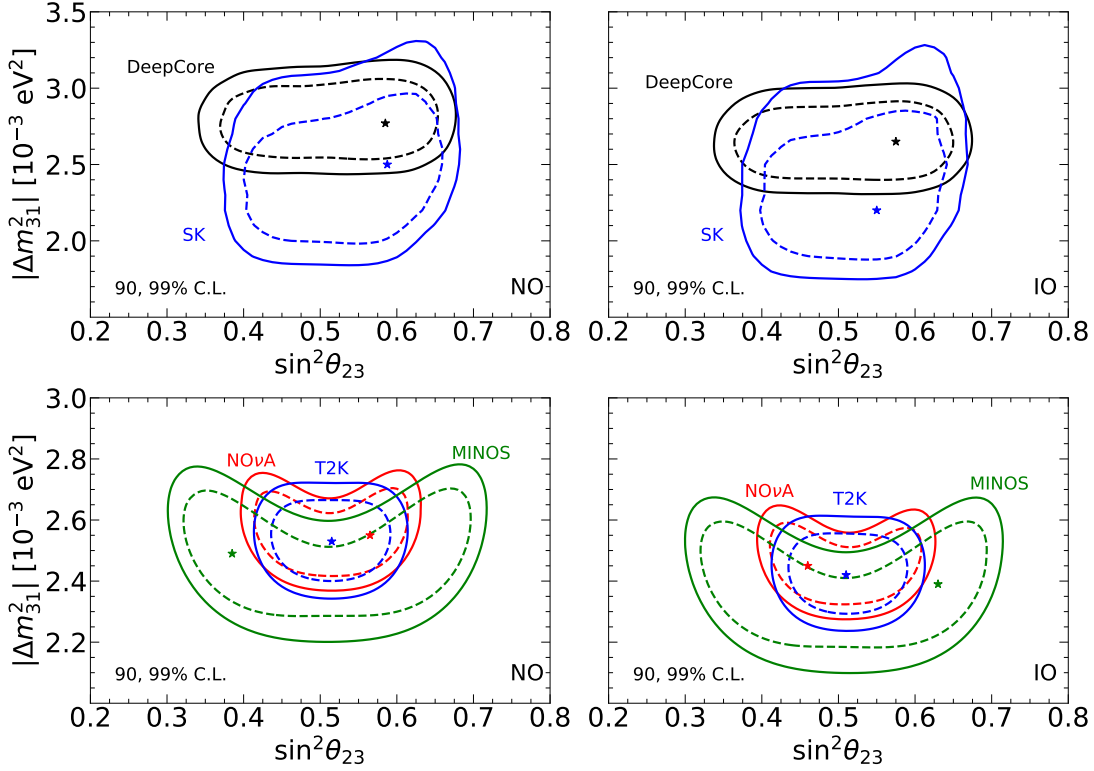 3.5
3.0
2.5
2.0
|Δm²₃₁| [10⁻³ eV²]
DeepCore
SK
90, 99% C.L.
NO
0.2 0.3 0.4 0.5 0.6 0.7 0.8
sin²θ₂₃
DeepCore
SK
90, 99% C.L.
IO
0.2 0.3 0.4 0.5 0.6 0.7 0.8
sin²θ₂₃
3.0
2.8
2.6
2.4
2.2
|Δm²₃₁| [10⁻³ eV²]
NOνA
T2K
MINOS
90, 99% C.L.
NO
0.2 0.3 0.4 0.5 0.6 0.7 0.8
sin²θ₂₃
NOνA
T2K
MINOS
90, 99% C.L.
IO
0.2 0.3 0.4 0.5 0.6 0.7 0.8
sin²θ₂₃